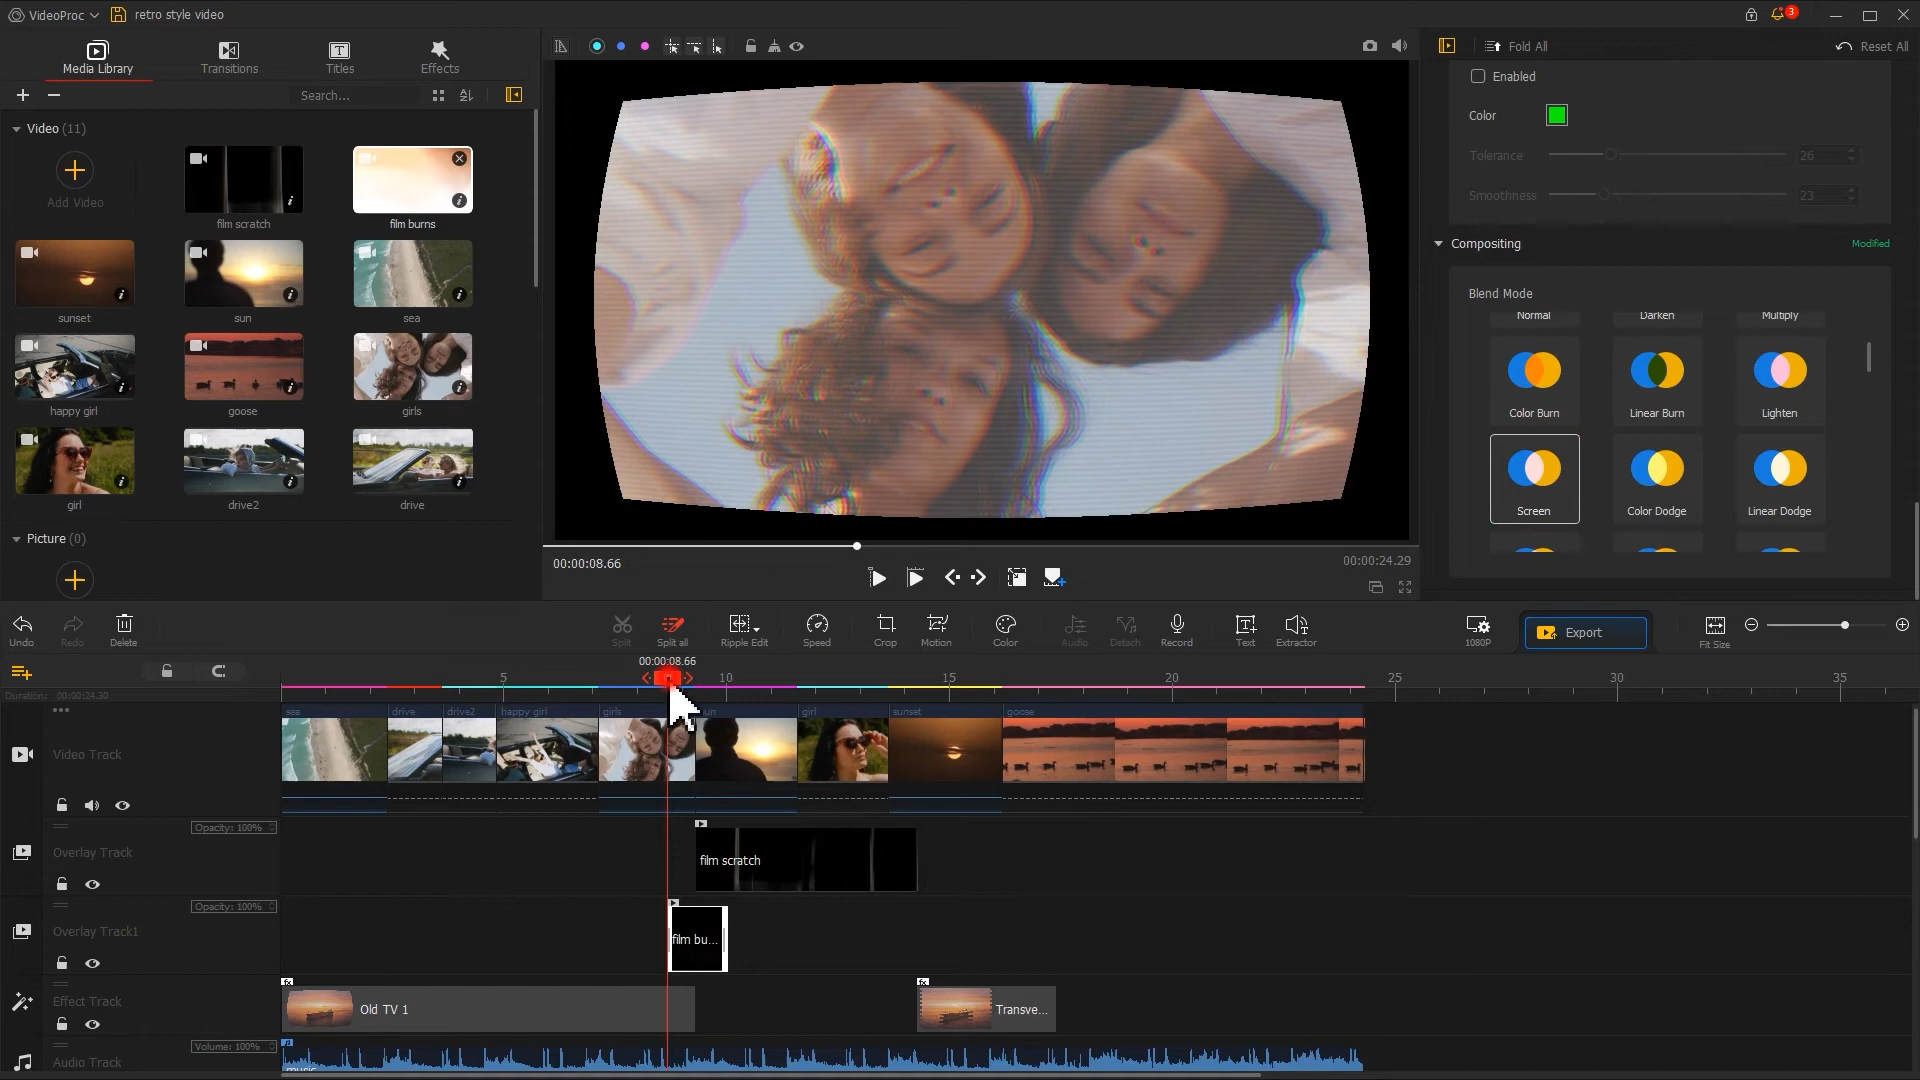 VideoProc
retro style video
3
Media Library
Transitions
Titles
Effects
Search...
Fold All
Reset All
Enabled
Color
Tolerance
26
Smoothness
23
Compositing
Modified
Blend Mode
Normal
Darken
Multiply
Color Burn
Linear Burn
Lighten
Screen
Color Dodge
Linear Dodge
Video (11)
Add Video
film scratch
film burns
sunset
sun
sea
happy girl
goose
girls
girl
drive2
drive
Picture (0)
00:00:08.66
00:00:24.29
Undo
Redo
Delete
Split
Split all
Ripple Edit
Speed
Crop
Motion
Color
Audio
Detach
Record
Text
Extractor
1080P
Export
Fit Size
00:00:08.66
5
10
15
20
25
30
35
Duration: 00:00:24.30
sea
drive
drive2
happy girl
girls
girl
sunset
goose
Video Track
Opacity: 100%
Overlay Track
film scratch
Opacity: 100%
Overlay Track1
film bu...
Effect Track
Old TV 1
Transve...
Volume: 100%
Audio Track
music